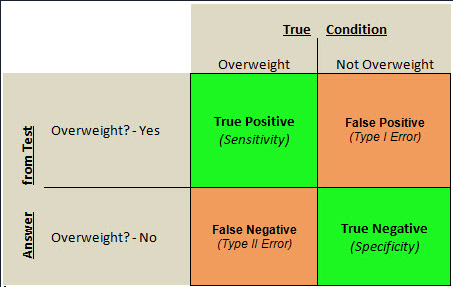 True Condition
Overweight
Not Overweight
Answer from Test
Overweight? - Yes
True Positive
(Sensitivity)
False Positive
(Type I Error)
Overweight? - No
False Negative
(Type II Error)
True Negative
(Specificity)